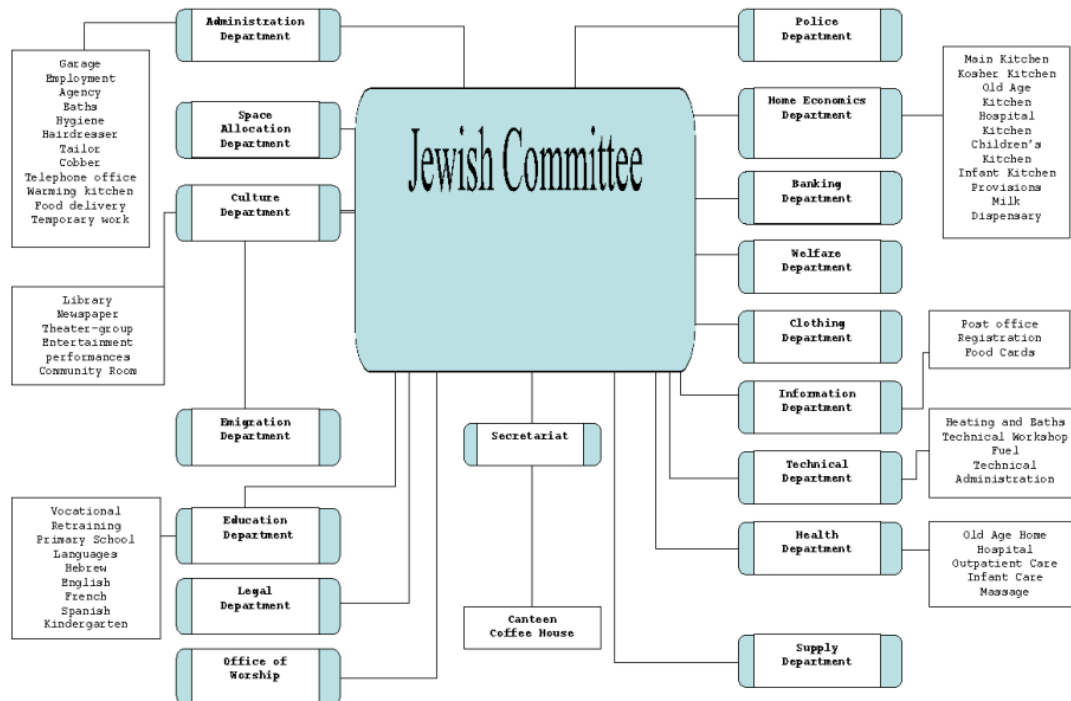 Administration
Department
Garage
Employment
Agency
Baths
Hygiene
Hairdresser
Tailor
Cobber
Telephone office
Warming kitchen
Food delivery
Temporary work
Space
Allocation
Department
Culture
Department
Library
Newspaper
Theater-group
Entertainment
performances
Community Room
Emigration
Department
Vocational
Retraining
Primary School
Languages
Hebrew
English
French
Spanish
Kindergarten
Education
Department
Legal
Department
Office of
Worship
Jewish Committee
Secretariat
Canteen
Coffee House
Police
Department
Home Economics
Department
Main Kitchen
Kosher Kitchen
Old Age
Kitchen
Hospital
Kitchen
Children's
Kitchen
Infant Kitchen
Provisions
Milk
Dispensary
Banking
Department
Welfare
Department
Clothing
Department
Information
Department
Post office
Registration
Food Cards
Technical
Department
Heating and Baths
Technical Workshop
Fuel
Technical
Administration
Health
Department
Old Age Home
Hospital
Outpatient Care
Infant Care
Massage
Supply
Department